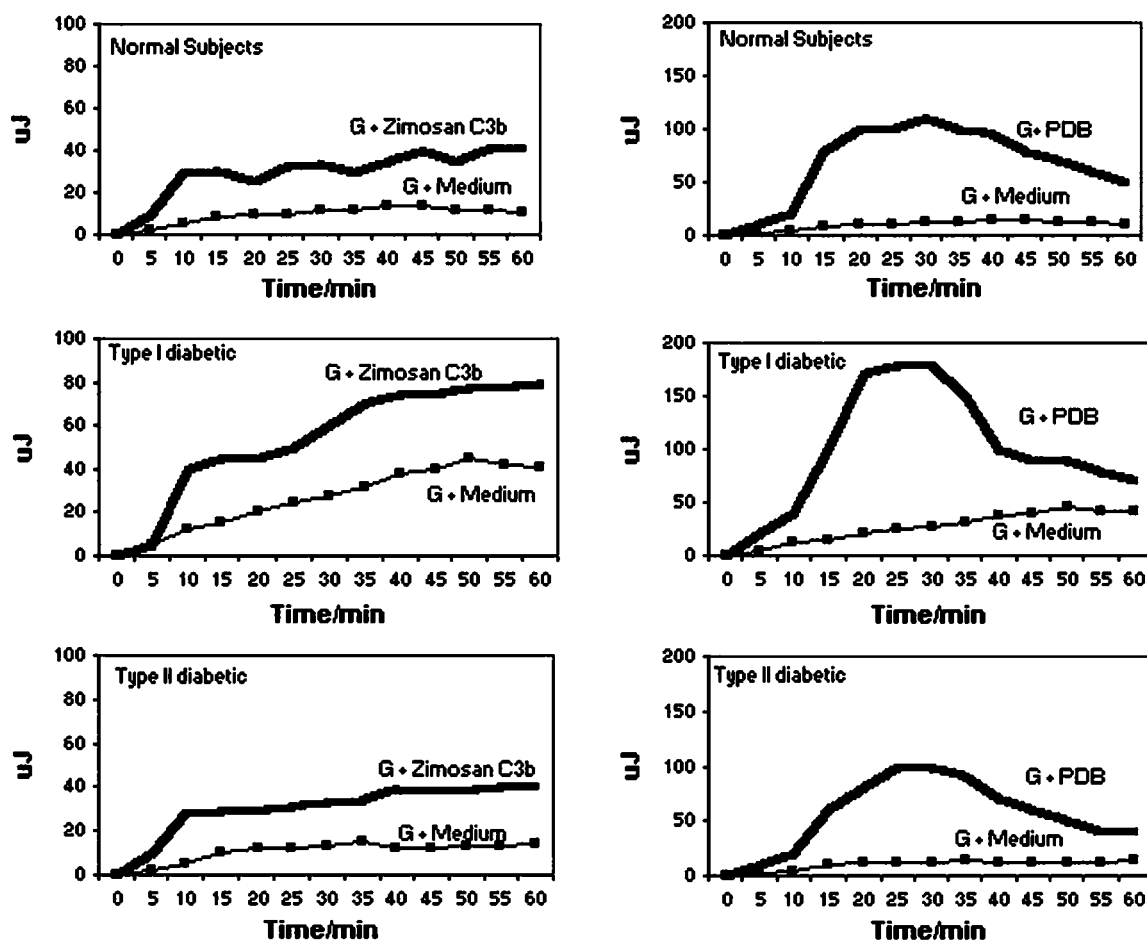 Normal Subjects
100
80
60
40
20
0
uJ
G + Zimosan C3b
G + Medium
0 5 10 15 20 25 30 35 40 45 50 55 60
Time/min
Normal Subjects
200
150
100
50
0
uJ
G + PDB
G + Medium
0 5 10 15 20 25 30 35 40 45 50 55 60
Time/min
Type I diabetic
100
80
60
40
20
0
uJ
G + Zimosan C3b
G + Medium
0 5 10 15 20 25 30 35 40 45 50 55 60
Time/min
Type I diabetic
200
150
100
50
0
uJ
G + PDB
G + Medium
0 5 10 15 20 25 30 35 40 45 50 55 60
Time/min
Type II diabetic
100
80
60
40
20
0
uJ
G + Zimosan C3b
G + Medium
0 5 10 15 20 25 30 35 40 45 50 55 60
Time/min
Type II diabetic
200
150
100
50
0
uJ
G + PDB
G + Medium
0 5 10 15 20 25 30 35 40 45 50 55 60
Time/min